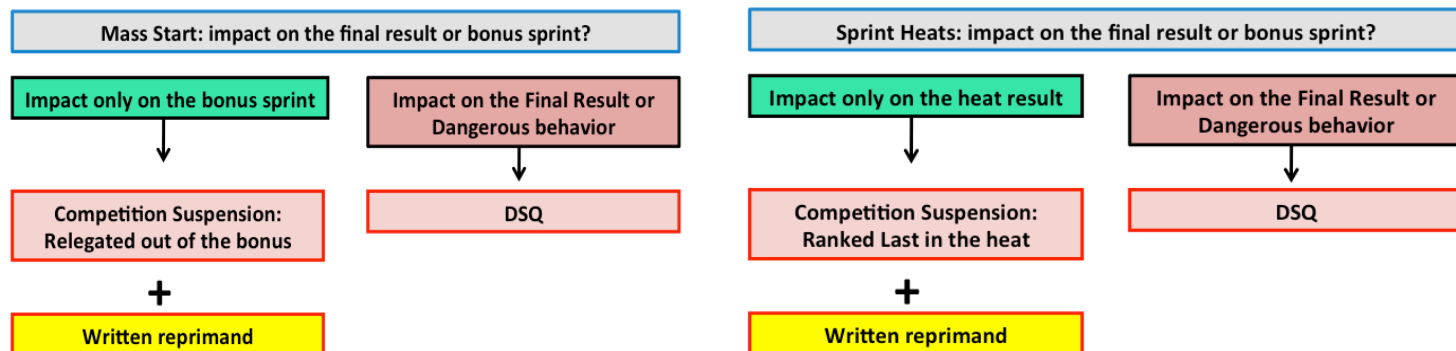 Mass Start: impact on the final result or bonus sprint?
Impact only on the bonus sprint
Impact on the Final Result or
Dangerous behavior
Competition Suspension:
Relegated out of the bonus
DSQ
+
Written reprimand
Sprint Heats: impact on the final result or bonus sprint?
Impact only on the heat result
Impact on the Final Result or
Dangerous behavior
Competition Suspension:
Ranked Last in the heat
DSQ
+
Written reprimand